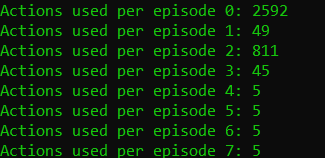 Actions used per episode 0: 2592
Actions used per episode 1: 49
Actions used per episode 2: 811
Actions used per episode 3: 45
Actions used per episode 4: 5
Actions used per episode 5: 5
Actions used per episode 6: 5
Actions used per episode 7: 5